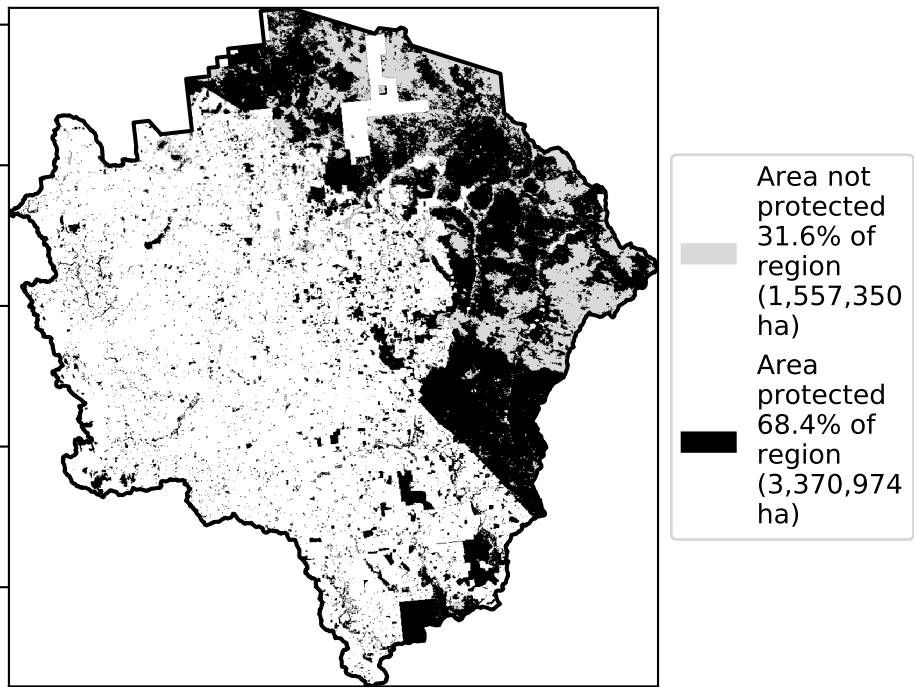 Area not
protected
31.6% of
region
(1,557,350
ha)
Area
protected
68.4% of
region
(3,370,974
ha)